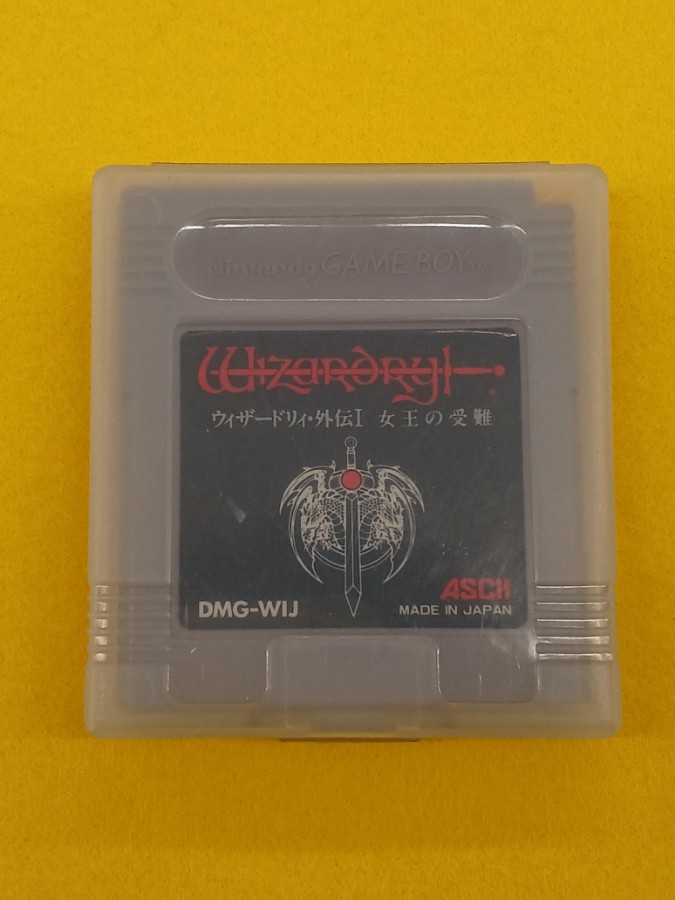 Nintendo GAME BOY TM
Wizardry
ウィザードリィ・外伝I 女王の受難
DMG-WIJ
ASCII
MADE IN JAPAN